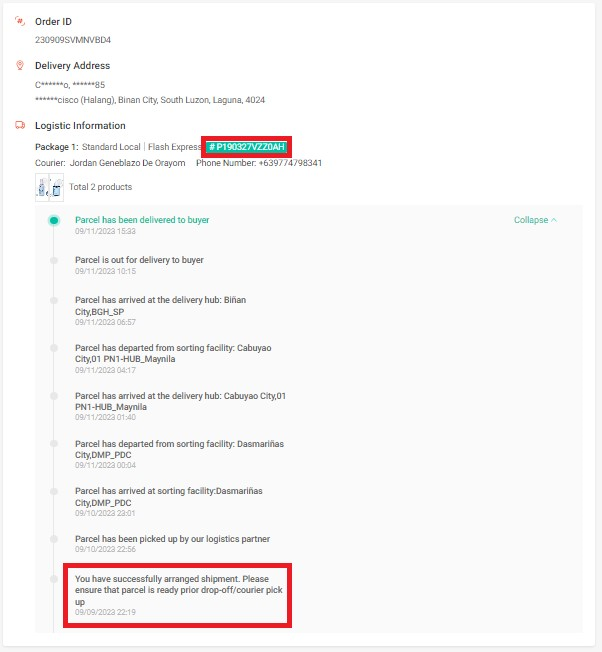 Order ID
230909SVMNVBD4
Delivery Address
C******o, ******85
******cisco (Halang), Binan City, South Luzon, Laguna, 4024
Logistic Information
Package 1: Standard Local | Flash Express # P190327VZZ0AH
Courier: Jordan Geneblazo De Orayom Phone Number: +639774798341
Total 2 products
Parcel has been delivered to buyer Collapse
09/11/2023 15:33
Parcel is out for delivery to buyer
09/11/2023 10:15
Parcel has arrived at the delivery hub: Biñan
City,BGH_SP
09/11/2023 06:57
Parcel has departed from sorting facility: Cabuyao
City,01 PN1-HUB_Maynila
09/11/2023 04:17
Parcel has arrived at the delivery hub: Cabuyao City,01
PN1-HUB_Maynila
09/11/2023 01:40
Parcel has departed from sorting facility: Dasmariñas
City,DMP_PDC
09/11/2023 00:04
Parcel has arrived at sorting facility:Dasmariñas
City,DMP_PDC
09/10/2023 23:01
Parcel has been picked up by our logistics partner
09/10/2023 22:56
You have successfully arranged shipment. Please
ensure that parcel is ready prior drop-off/courier pick
up
09/09/2023 22:19